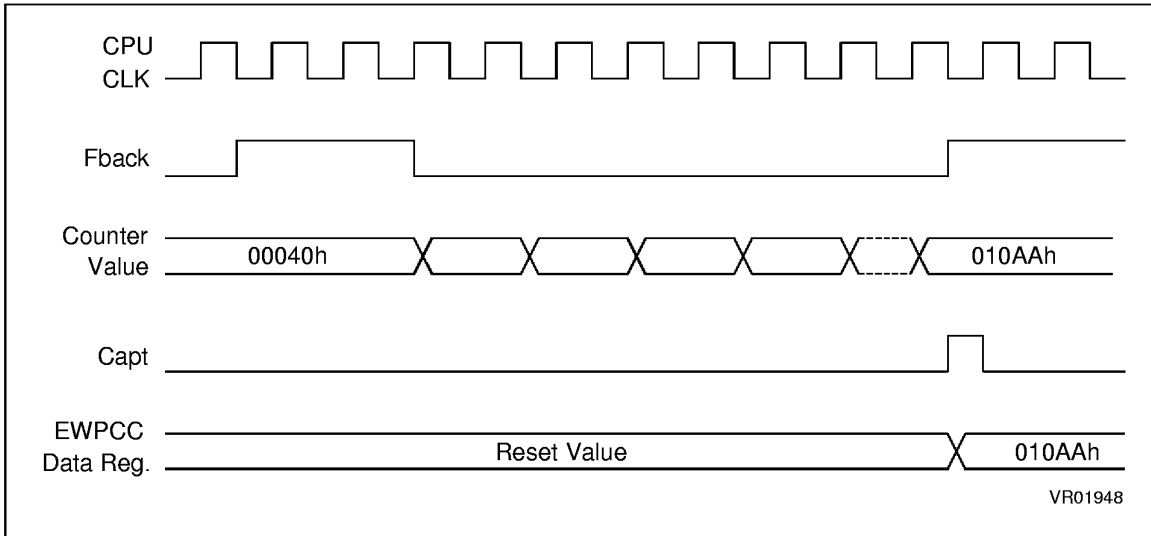 CPU
CLK
Fback
Counter
Value
00040h
010AAh
Capt
EWPCC
Data Reg.
Reset Value
010AAh
VR01948